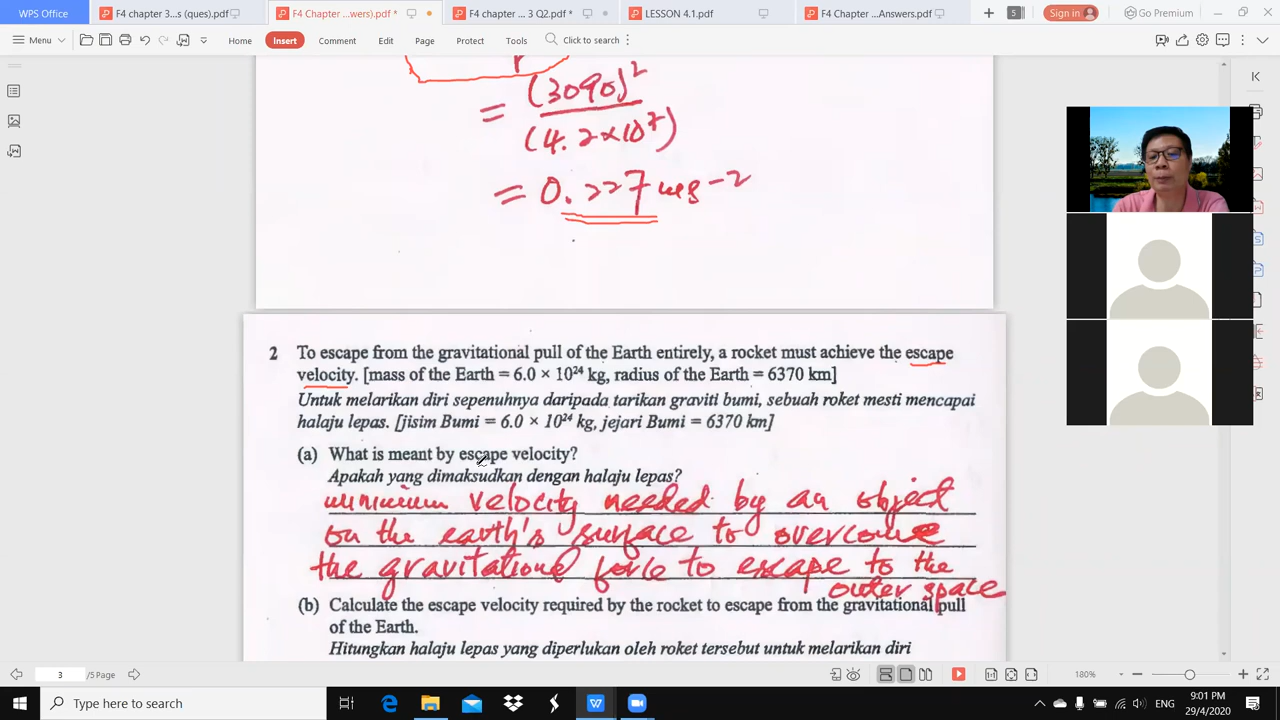 WPS Office
F4 chapter 3...s (ques).pdf
F4 Chapter ...wers).pdf *
F4 chapter ... 3 Q2.pdf *
LESSON 4.1.pdf
F4 Chapter ...Answers).pdf
S
Sign in
Go Premium
Menu
Home
Insert
Comment
Edit
Page
Protect
Tools
Click to search
= (3090)²
(4.2×10⁷)
= 0.227 ms-2
2 To escape from the gravitational pull of the Earth entirely, a rocket must achieve the escape
velocity. [mass of the Earth = 6.0 × 10²⁴ kg, radius of the Earth = 6370 km]
Untuk melarikan diri sepenuhnya daripada tarikan graviti bumi, sebuah roket mesti mencapai
halaju lepas. [jisim Bumi = 6.0 × 10²⁴ kg, jejari Bumi = 6370 km]
(a) What is meant by escape velocity?
Apakah yang dimaksudkan dengan halaju lepas?
minimium velocity needed by an object
on the earth's surface to overcome
the gravitational force to escape to the
outer space
(b) Calculate the escape velocity required by the rocket to escape from the gravitational pull
of the Earth.
Hitungkan halaju lepas yang diperlukan oleh roket tersebut untuk melarikan diri
3 /5 Page
180%
Type here to search
9:01 PM
29/4/2020